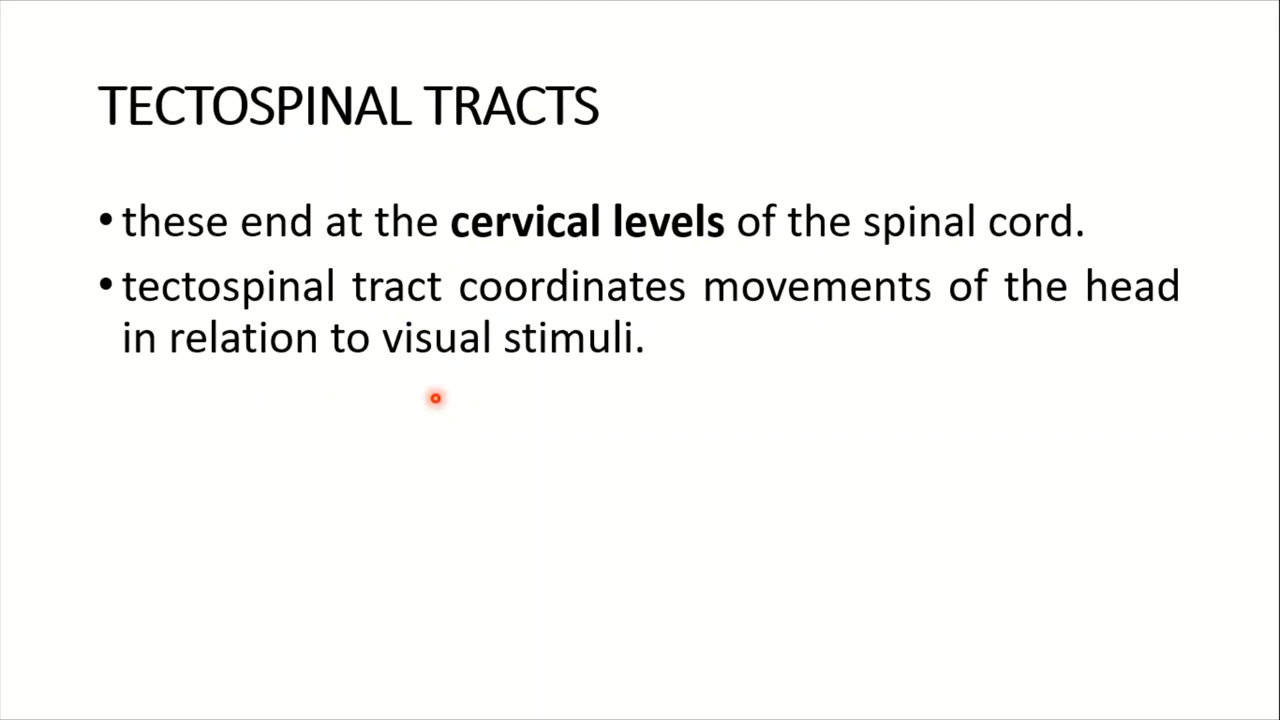 TECTOSPINAL TRACTS
• these end at the cervical levels of the spinal cord.
• tectospinal tract coordinates movements of the head
in relation to visual stimuli.